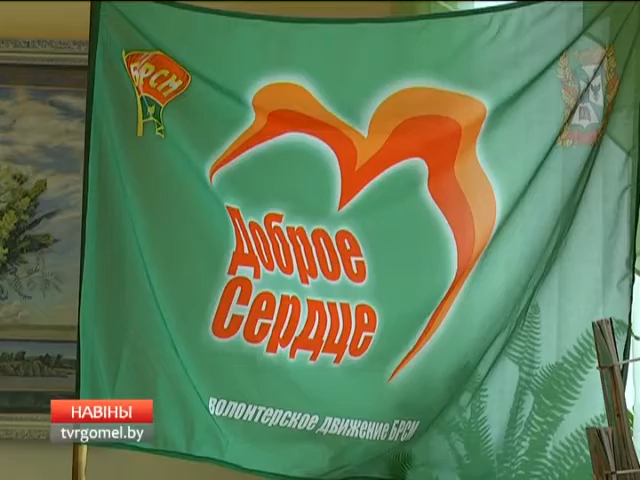 БРСМ
Доброе
Сердце
волонтерское движение БРСМ
НАВІНЫ
tvrgomel.by